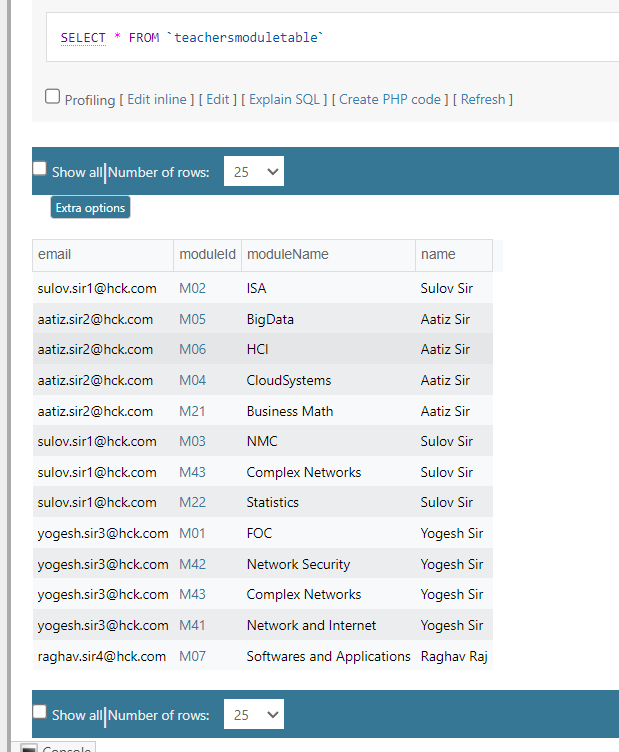 SELECT * FROM `teachersmoduletable`
Profiling [ Edit inline ] [ Edit ] [ Explain SQL ] [ Create PHP code ] [ Refresh ]
Show all Number of rows: 25
Extra options
email moduleId moduleName name
sulov.sir1@hck.com M02 ISA Sulov Sir
aatiz.sir2@hck.com M05 BigData Aatiz Sir
aatiz.sir2@hck.com M06 HCI Aatiz Sir
aatiz.sir2@hck.com M04 CloudSystems Aatiz Sir
aatiz.sir2@hck.com M21 Business Math Aatiz Sir
sulov.sir1@hck.com M03 NMC Sulov Sir
sulov.sir1@hck.com M43 Complex Networks Sulov Sir
sulov.sir1@hck.com M22 Statistics Sulov Sir
yogesh.sir3@hck.com M01 FOC Yogesh Sir
yogesh.sir3@hck.com M42 Network Security Yogesh Sir
yogesh.sir3@hck.com M43 Complex Networks Yogesh Sir
yogesh.sir3@hck.com M41 Network and Internet Yogesh Sir
raghav.sir4@hck.com M07 Softwares and Applications Raghav Raj
Show all Number of rows: 25
Console